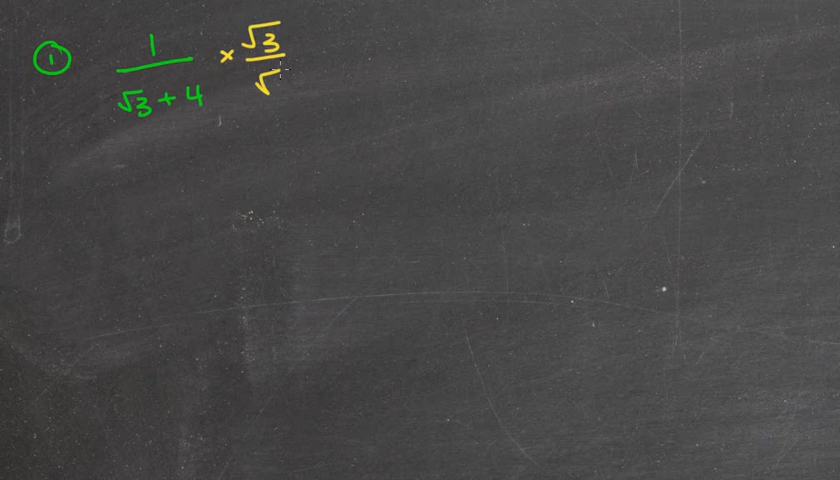 ① 1/(√3 + 4) × √3/√